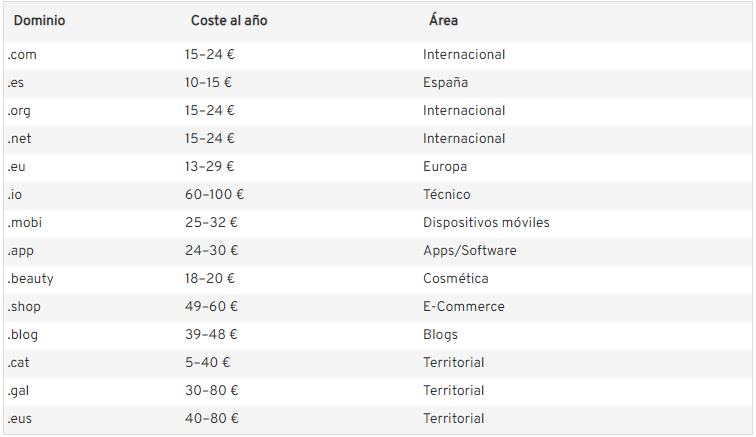 Dominio Coste al año Área
.com 15–24 € Internacional
.es 10–15 € España
.org 15–24 € Internacional
.net 15–24 € Internacional
.eu 13–29 € Europa
.io 60–100 € Técnico
.mobi 25–32 € Dispositivos móviles
.app 24–30 € Apps/Software
.beauty 18–20 € Cosmética
.shop 49–60 € E-Commerce
.blog 39–48 € Blogs
.cat 5–40 € Territorial
.gal 30–80 € Territorial
.eus 40–80 € Territorial